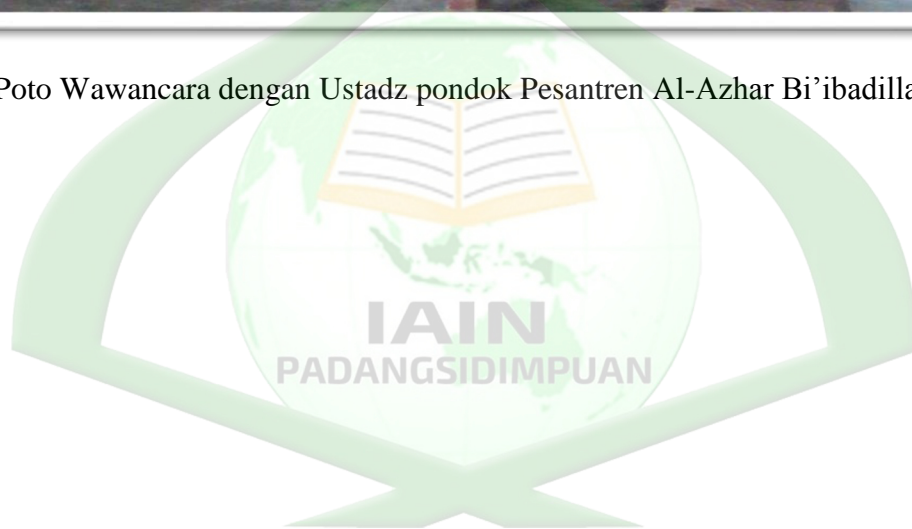 Poto Wawancara dengan Ustadz pondok Pesantren Al-Azhar Bi’ibadilla
IAIN
PADANGSIDIMPUAN